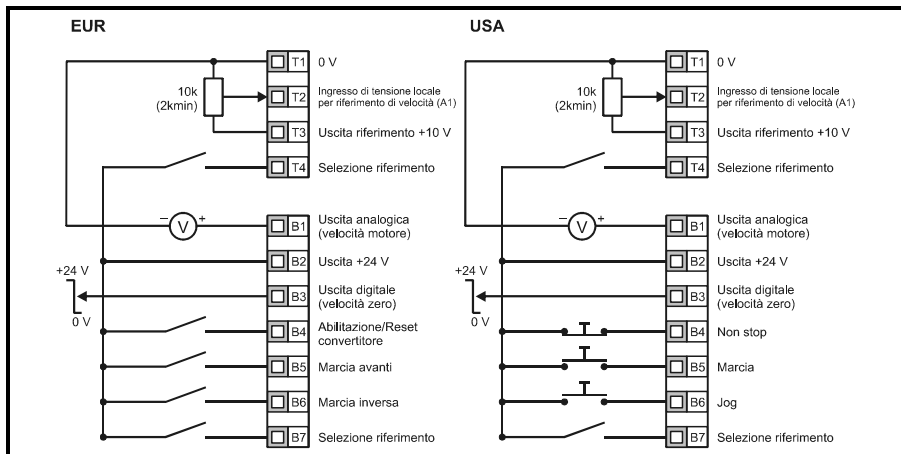 EUR
T1 0 V
10k
(2kmin)
T2 Ingresso di tensione locale
per riferimento di velocità (A1)
T3 Uscita riferimento +10 V
T4 Selezione riferimento
− V +
B1 Uscita analogica
(velocità motore)
B2 Uscita +24 V
+24 V
0 V
B3 Uscita digitale
(velocità zero)
B4 Abilitazione/Reset
convertitore
B5 Marcia avanti
B6 Marcia inversa
B7 Selezione riferimento
USA
T1 0 V
10k
(2kmin)
T2 Ingresso di tensione locale
per riferimento di velocità (A1)
T3 Uscita riferimento +10 V
T4 Selezione riferimento
− V +
B1 Uscita analogica
(velocità motore)
B2 Uscita +24 V
+24 V
0 V
B3 Uscita digitale
(velocità zero)
B4 Non stop
B5 Marcia
B6 Jog
B7 Selezione riferimento